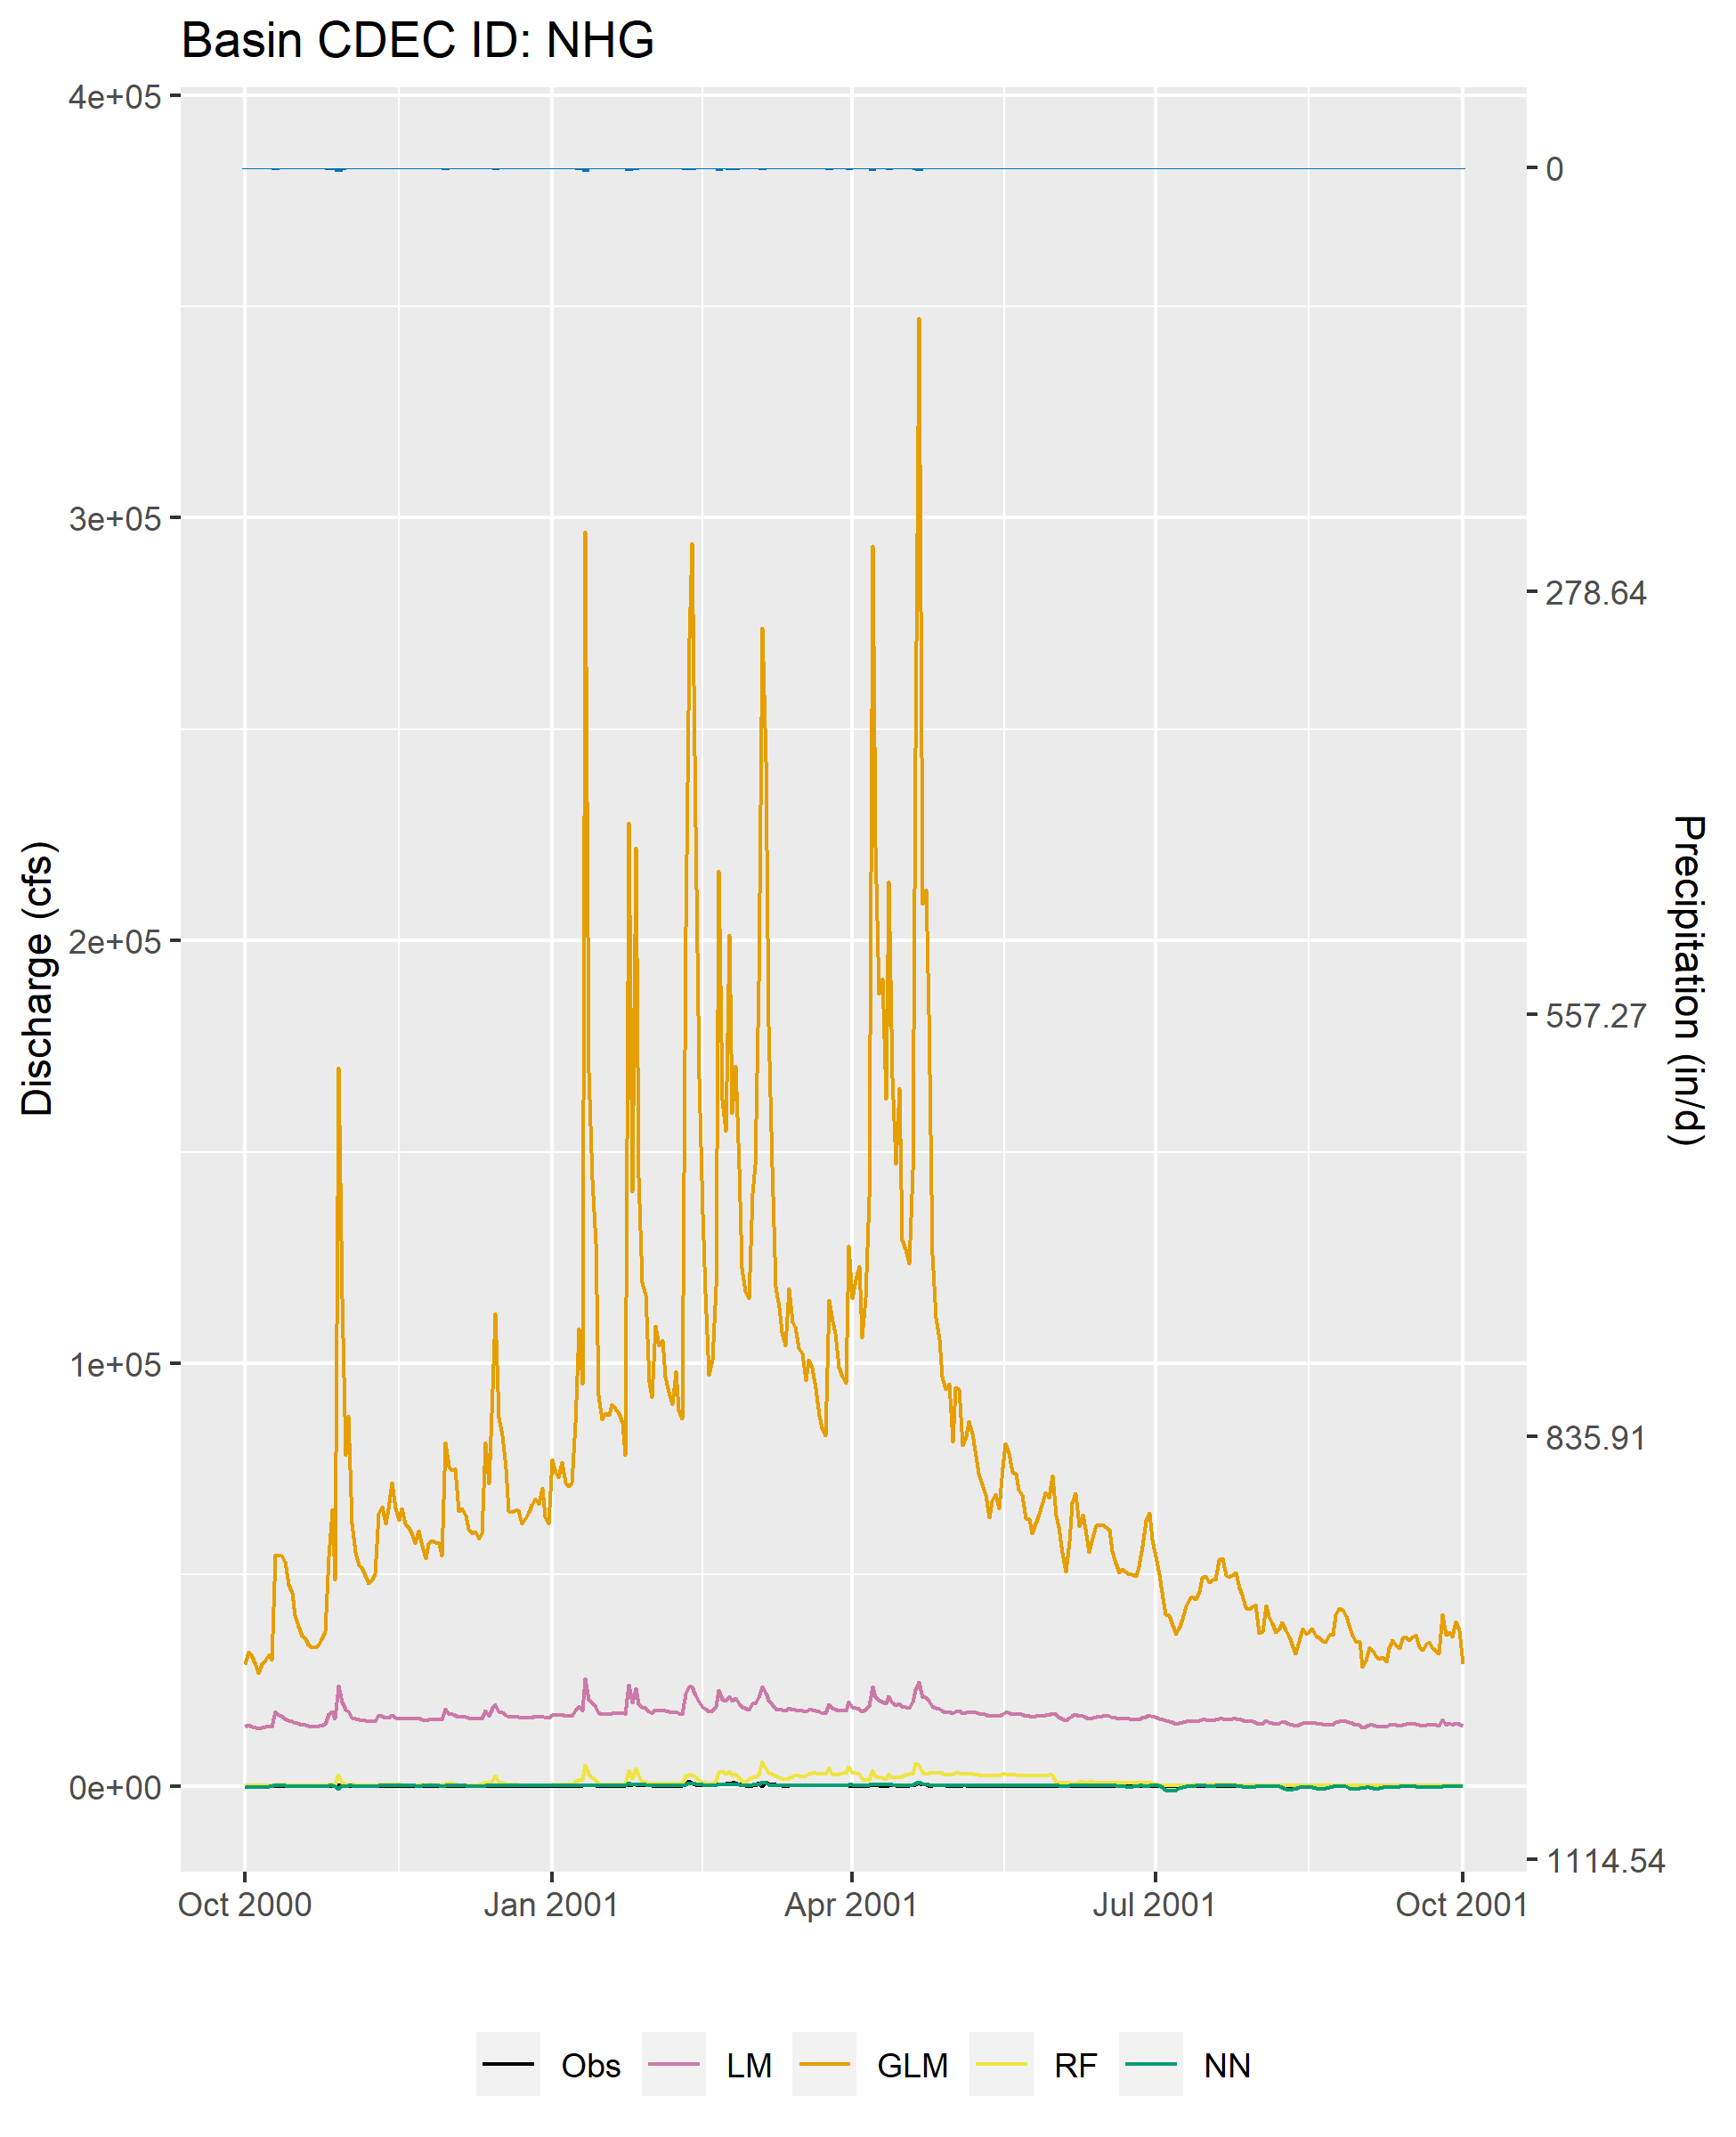 Basin CDEC ID: NHG
4e+05
3e+05
2e+05
1e+05
0e+00
Discharge (cfs)
0
278.64
557.27
835.91
1114.54
Precipitation (in/d)
Oct 2000
Jan 2001
Apr 2001
Jul 2001
Oct 2001
Obs
LM
GLM
RF
NN